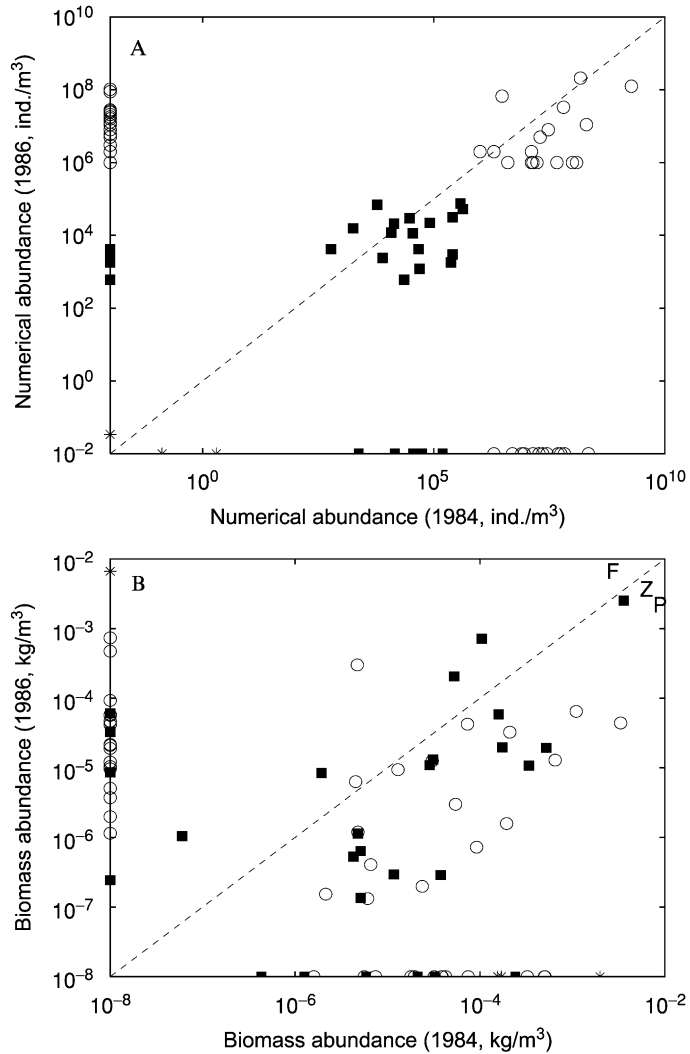 10^10
A
10^8
10^6
10^4
10^2
10^0
10^−2
Numerical abundance (1986, ind./m^3)
10^0
10^5
10^10
Numerical abundance (1984, ind./m^3)
10^−2
B
F
Z
P
10^−3
10^−4
10^−5
10^−6
10^−7
10^−8
Biomass abundance (1986, kg/m^3)
10^−8
10^−6
10^−4
10^−2
Biomass abundance (1984, kg/m^3)